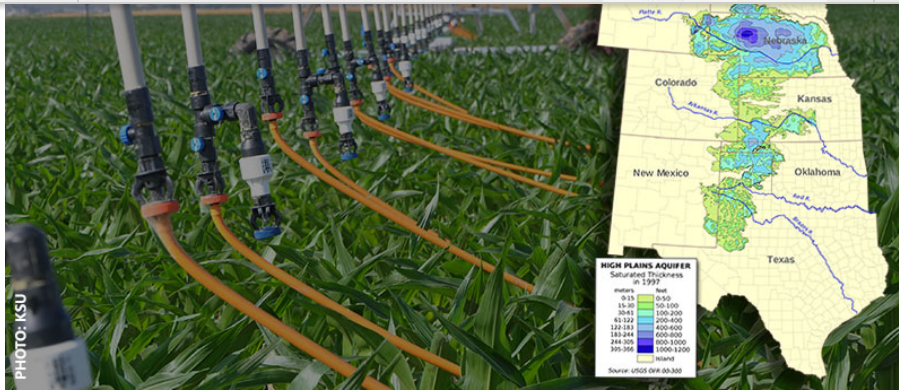 PHOTO: KSU
Platte R.
Nebraska
Colorado
Kansas
Arkansas R.
New Mexico
Oklahoma
Red R.
Brazos R.
Texas
HIGH PLAINS AQUIFER
Saturated Thickness
in 1997
meters feet
0-15 0-50
15-30 50-100
30-61 100-200
61-122 200-400
122-183 400-600
183-244 600-800
244-305 800-1000
305-366 1000-1200
Island
Source: USGS OFR 00-300